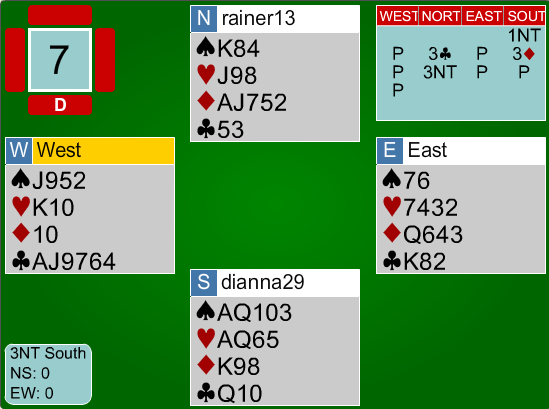 N rainer13
♠K84
♥J98
♦AJ752
♣53
7
D
WEST NORT EAST SOUT
1NT
P 3♣ P 3♦
P 3NT P P
P
W West
♠J952
♥K10
♦10
♣AJ9764
E East
♠76
♥7432
♦Q643
♣K82
S dianna29
♠AQ103
♥AQ65
♦K98
♣Q10
3NT South
NS: 0
EW: 0